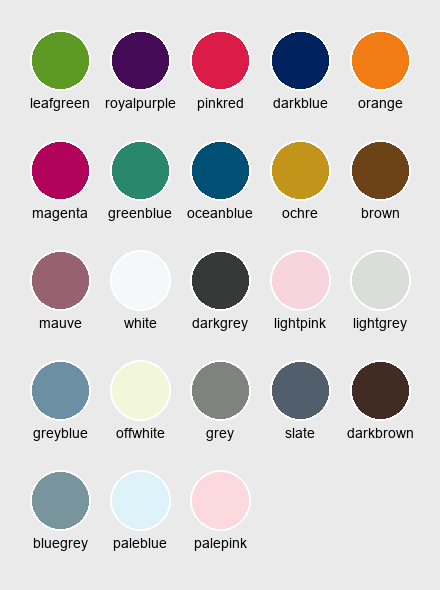 leafgreen royalpurple pinkred darkblue orange
magenta greenblue oceanblue ochre brown
mauve white darkgrey lightpink lightgrey
greyblue offwhite grey slate darkbrown
bluegrey paleblue palepink